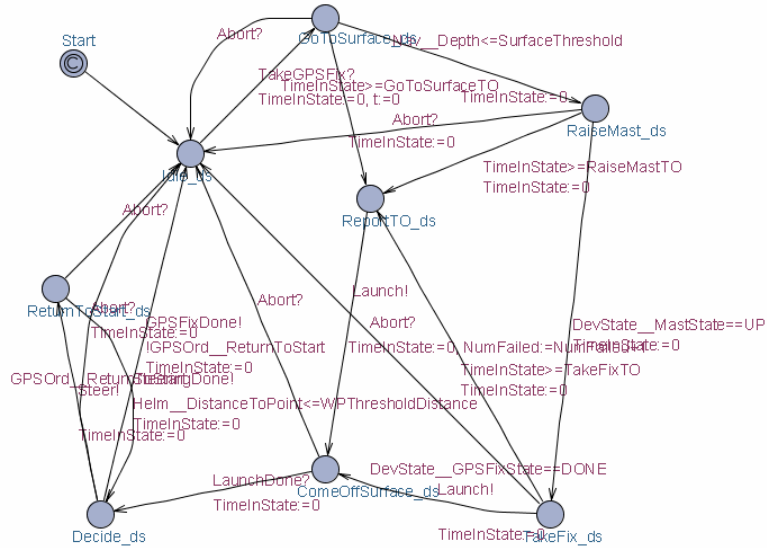 GoToSurface_ds
Start
Abort?
Nav__Depth<=SurfaceThreshold
TakeGPSFix?
TimeInState>=GoToSurfaceTO
TimeInState:=0, t:=0
TimeInState:=0
Abort?
RaiseMast_ds
TimeInState:=0
Idle_ds
TimeInState>=RaiseMastTO
TimeInState:=0
Abort?
ReportTO_ds
ReturnToStart_ds
Launch!
Abort?
Abort?
GPSFixDone!
Abort?
DevState__MastState==UP
TimeInState:=0
TimeInState:=0
!GPSOrd__ReturnToStart
TimeInState:=0, NumFailed:=NumFailed+1
TimeInState:=0
TimeInState>=TakeFixTO
GPSOrd__ReturnToStart
SteeringDone!
Steer!
TimeInState:=0
Helm__DistanceToPoint<=WPThresholdDistance
TimeInState:=0
TimeInState:=0
DevState__GPSFixState==DONE
LaunchDone?
ComeOffSurface_ds
Launch!
TimeInState:=0
Decide_ds
TimeInState:=0
TakeFix_ds
C